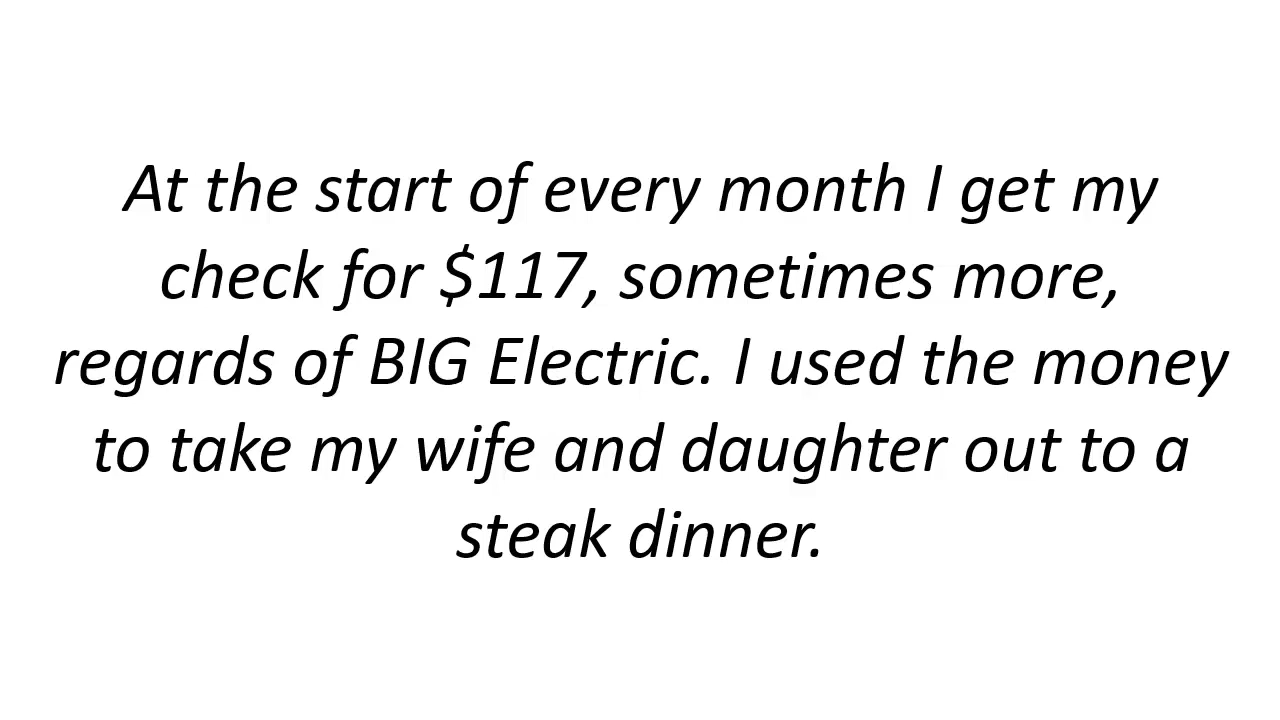 At the start of every month I get my
check for $117, sometimes more,
regards of BIG Electric. I used the money
to take my wife and daughter out to a
steak dinner.